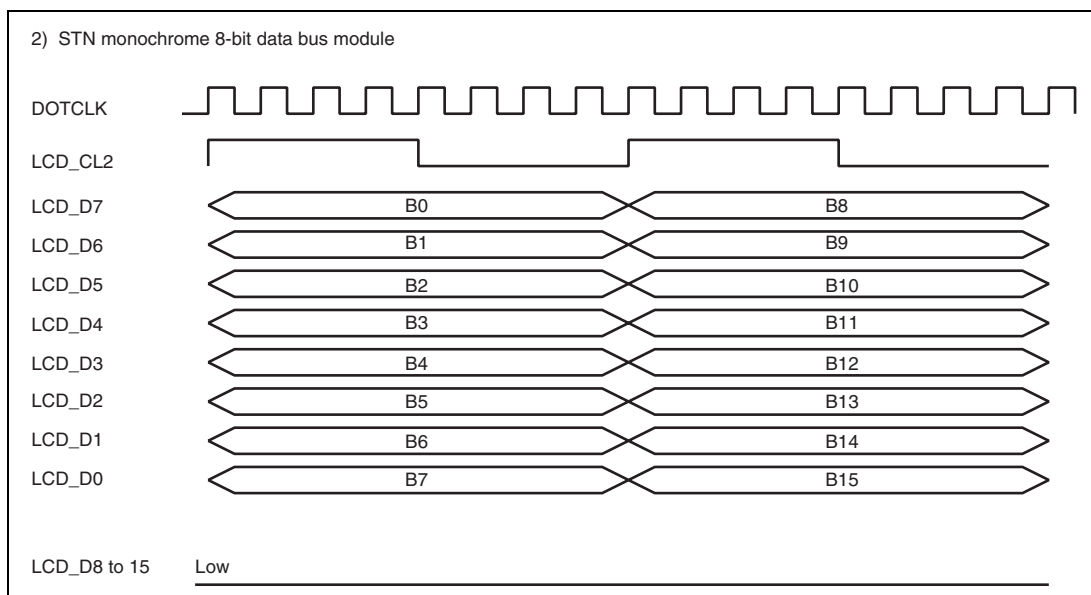 2) STN monochrome 8-bit data bus module
DOTCLK
LCD_CL2
LCD_D7 B0 B8
LCD_D6 B1 B9
LCD_D5 B2 B10
LCD_D4 B3 B11
LCD_D3 B4 B12
LCD_D2 B5 B13
LCD_D1 B6 B14
LCD_D0 B7 B15
LCD_D8 to 15 Low